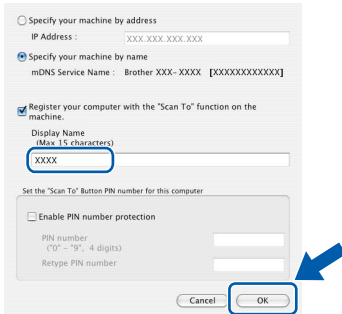 Specify your machine by address
IP Address :
XXX.XXX.XXX.XXX
Specify your machine by name
mDNS Service Name : Brother XXX-XXXX [XXXXXXXXXXXX]
Register your computer with the "Scan To" function on the
machine.
Display Name
(Max 15 characters)
XXXX
Set the "Scan To" Button PIN number for this computer
Enable PIN number protection
PIN number
("0" - "9", 4 digits)
Retype PIN number
Cancel OK